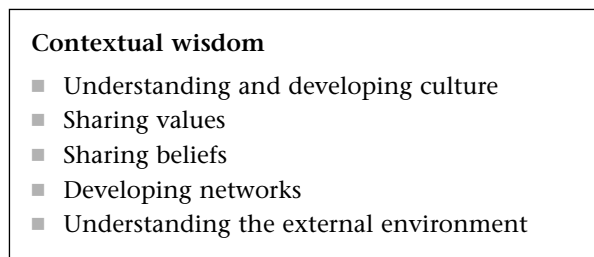 Contextual wisdom
■ Understanding and developing culture
■ Sharing values
■ Sharing beliefs
■ Developing networks
■ Understanding the external environment